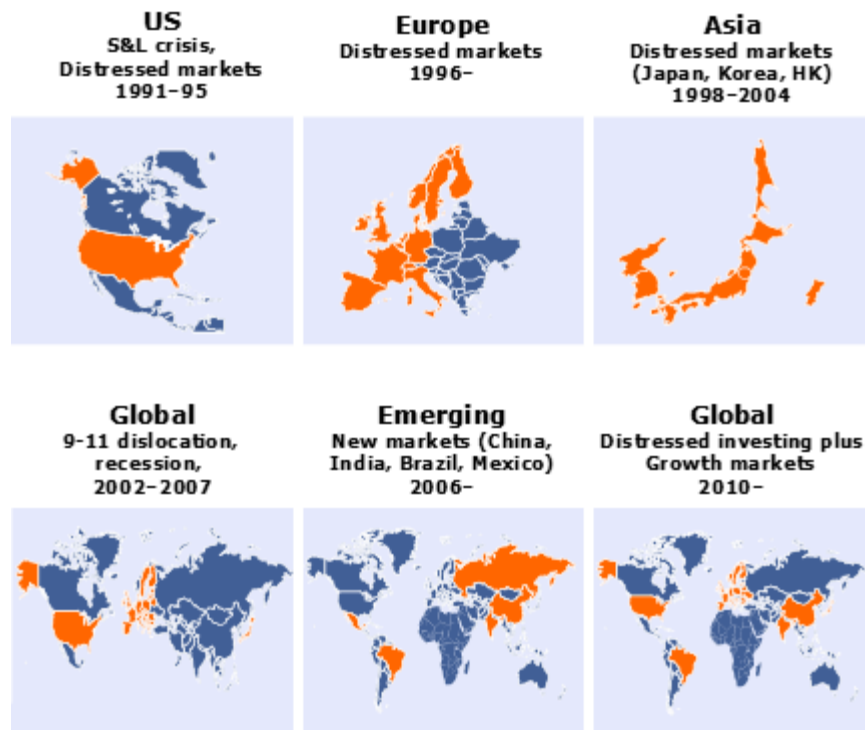 US
S&L crisis,
Distressed markets
1991–95
Europe
Distressed markets
1996–
Asia
Distressed markets
(Japan, Korea, HK)
1998–2004
Global
9-11 dislocation,
recession,
2002–2007
Emerging
New markets (China,
India, Brazil, Mexico)
2006–
Global
Distressed investing plus
Growth markets
2010–